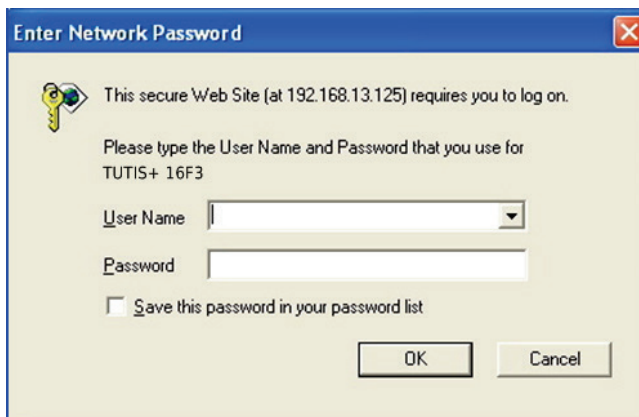 Enter Network Password
This secure Web Site (at 192.168.13.125) requires you to log on.
Please type the User Name and Password that you use for
TUTIS+ 16F3
User Name
Password
Save this password in your password list
OK Cancel